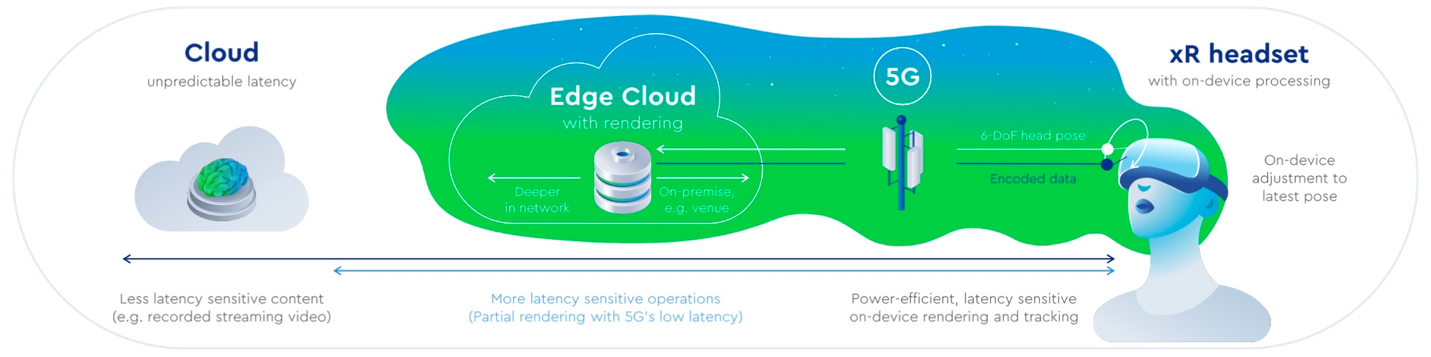 Cloud
unpredictable latency
Edge Cloud
with rendering
Deeper
in network
On-premise,
e.g. venue
5G
6-DoF head pose
Encoded data
xR headset
with on-device processing
On-device
adjustment to
latest pose
Less latency sensitive content
(e.g. recorded streaming video)
More latency sensitive operations
(Partial rendering with 5G's low latency)
Power-efficient, latency sensitive
on-device rendering and tracking